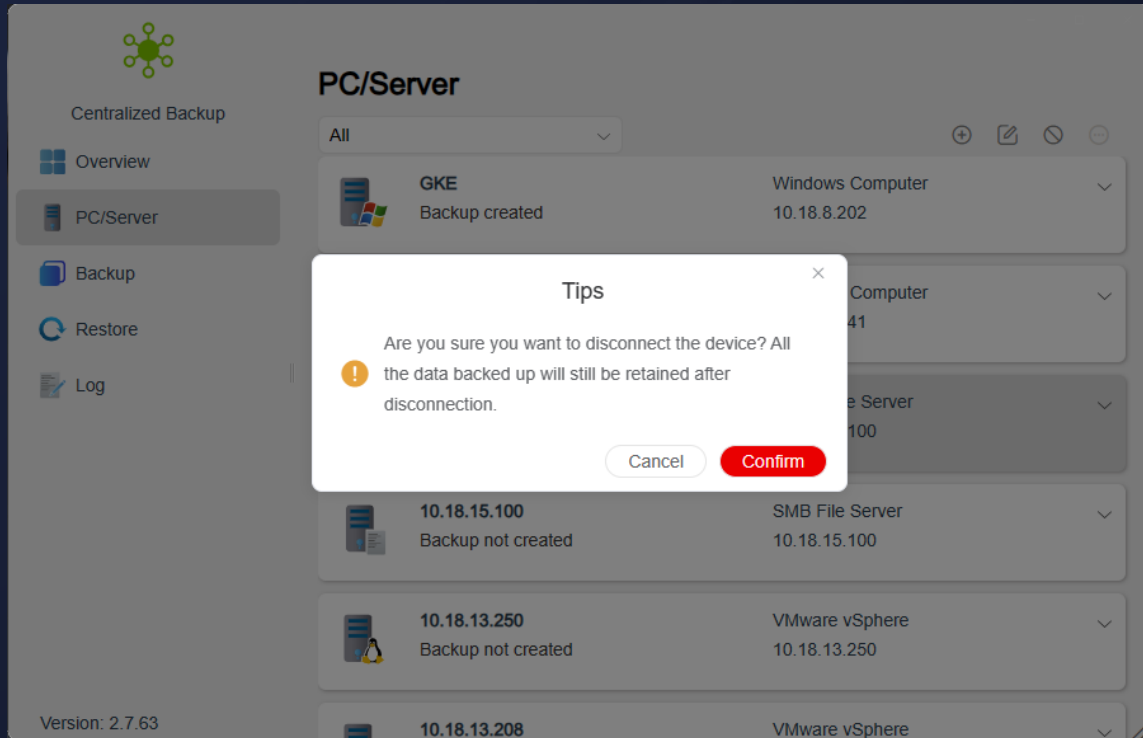 Centralized Backup
Overview
PC/Server
Backup
Restore
Log
Version: 2.7.63
PC/Server
All
GKE
Backup created
Windows Computer
10.18.8.202
Computer
41
Server
100
Tips
Are you sure you want to disconnect the device? All
the data backed up will still be retained after
disconnection.
Cancel
Confirm
10.18.15.100
Backup not created
SMB File Server
10.18.15.100
10.18.13.250
Backup not created
VMware vSphere
10.18.13.250
10.18.13.208
VMware vSphere